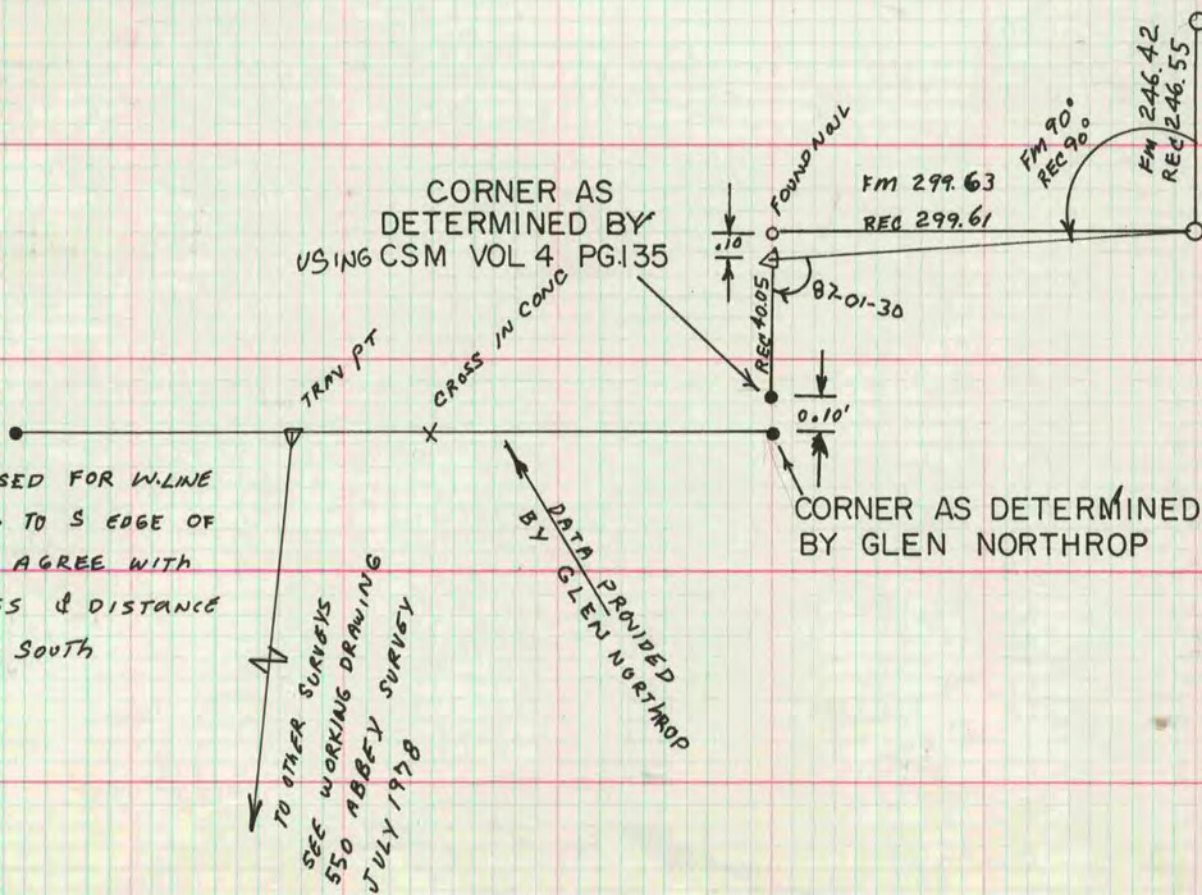 FM 246.42
REC 246.55
FM 90°
REC 90°
FOUND NAIL
FM 299.63
REC 299.61
.10
87-01-30
REC 40.05
CORNER AS
DETERMINED BY
USING CSM VOL 4 PG.135
TRAV PT
CROSS IN CONC
0.10'
SED FOR W.LINE
TO S EDGE OF
AGREE WITH
S & DISTANCE
SOUTH
DATA PROVIDED
BY GLEN NORTHROP
CORNER AS DETERMINED
BY GLEN NORTHROP
TO OTHER SURVEYS
SEE WORKING DRAWING
550 ABBEY SURVEY
JULY 1978